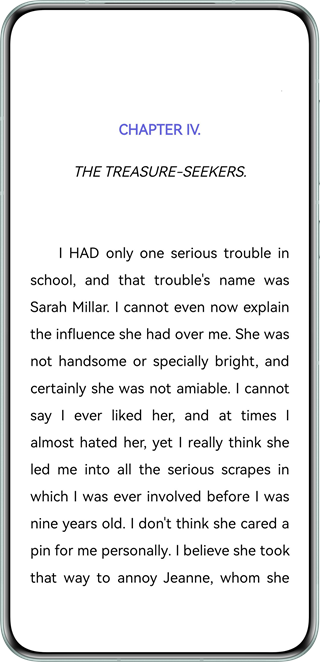 CHAPTER IV.
THE TREASURE-SEEKERS.
I HAD only one serious trouble in
school, and that trouble's name was
Sarah Millar. I cannot even now explain
the influence she had over me. She was
not handsome or specially bright, and
certainly she was not amiable. I cannot
say I ever liked her, and at times I
almost hated her, yet I really think she
led me into all the serious scrapes in
which I was ever involved before I was
nine years old. I don't think she cared a
pin for me personally. I believe she took
that way to annoy Jeanne, whom she